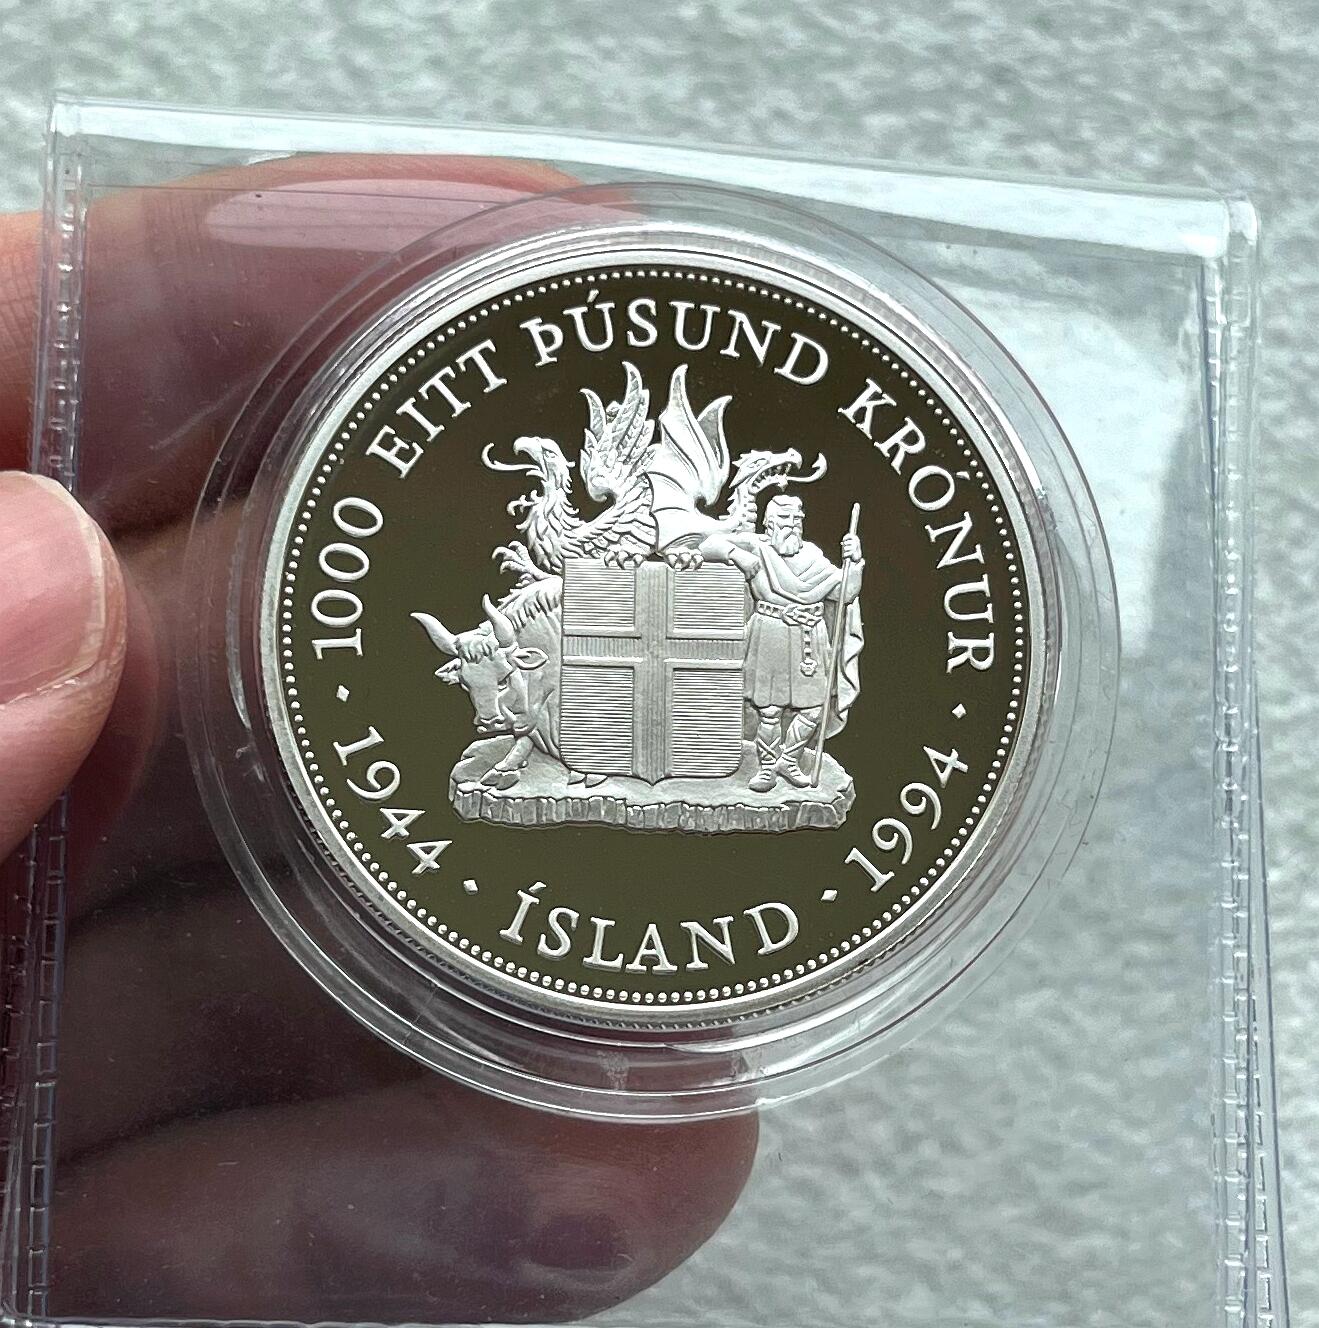 1000 EITT ÞÚSUND KRÓNUR
· 1944 · ÍSLAND · 1994 ·